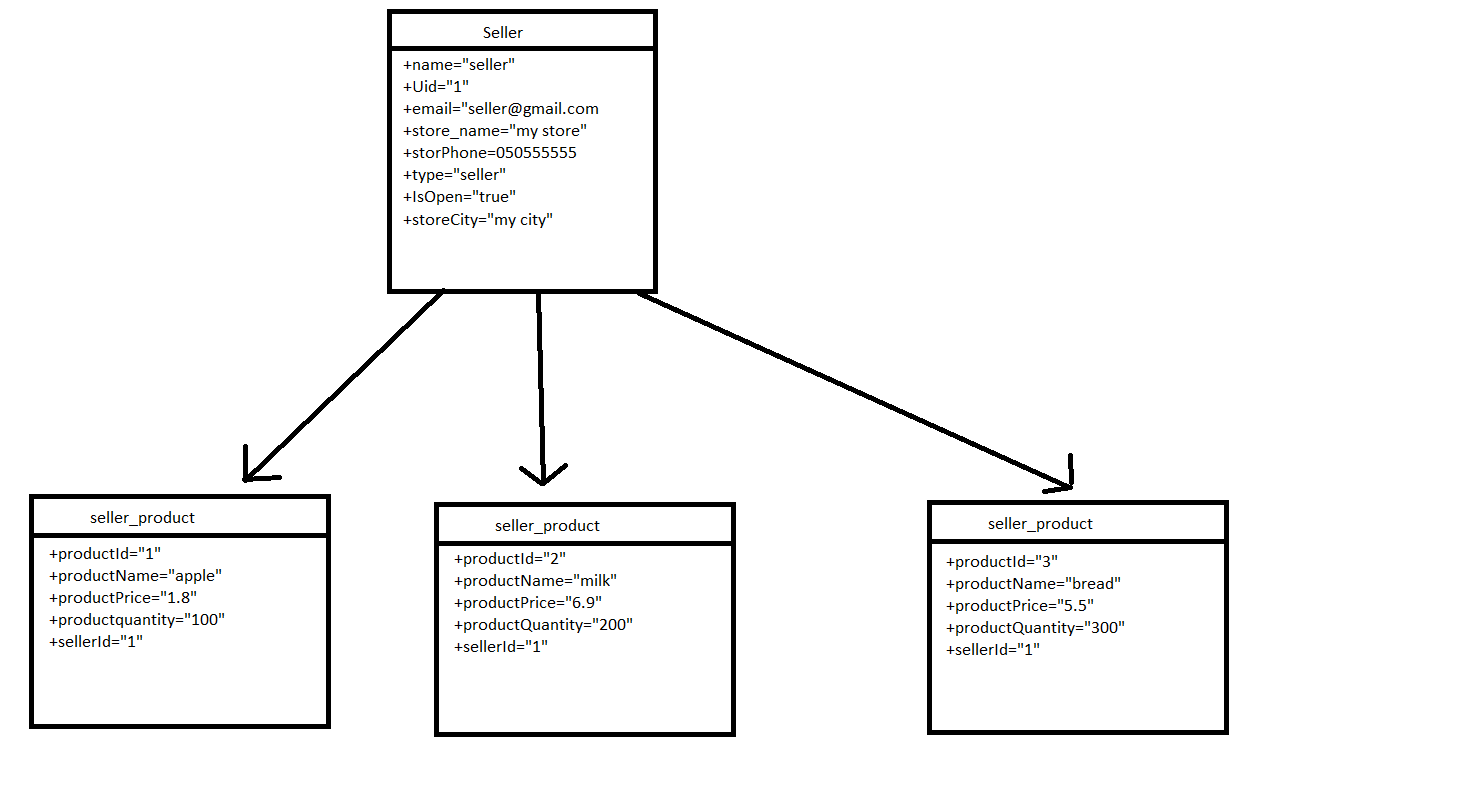 Seller
+name="seller"
+Uid="1"
+email="seller@gmail.com
+store_name="my store"
+storPhone=050555555
+type="seller"
+IsOpen="true"
+storeCity="my city"
seller_product
+productId="1"
+productName="apple"
+productPrice="1.8"
+productquantity="100"
+sellerId="1"
seller_product
+productId="2"
+productName="milk"
+productPrice="6.9"
+productQuantity="200"
+sellerId="1"
seller_product
+productId="3"
+productName="bread"
+productPrice="5.5"
+productQuantity="300"
+sellerId="1"